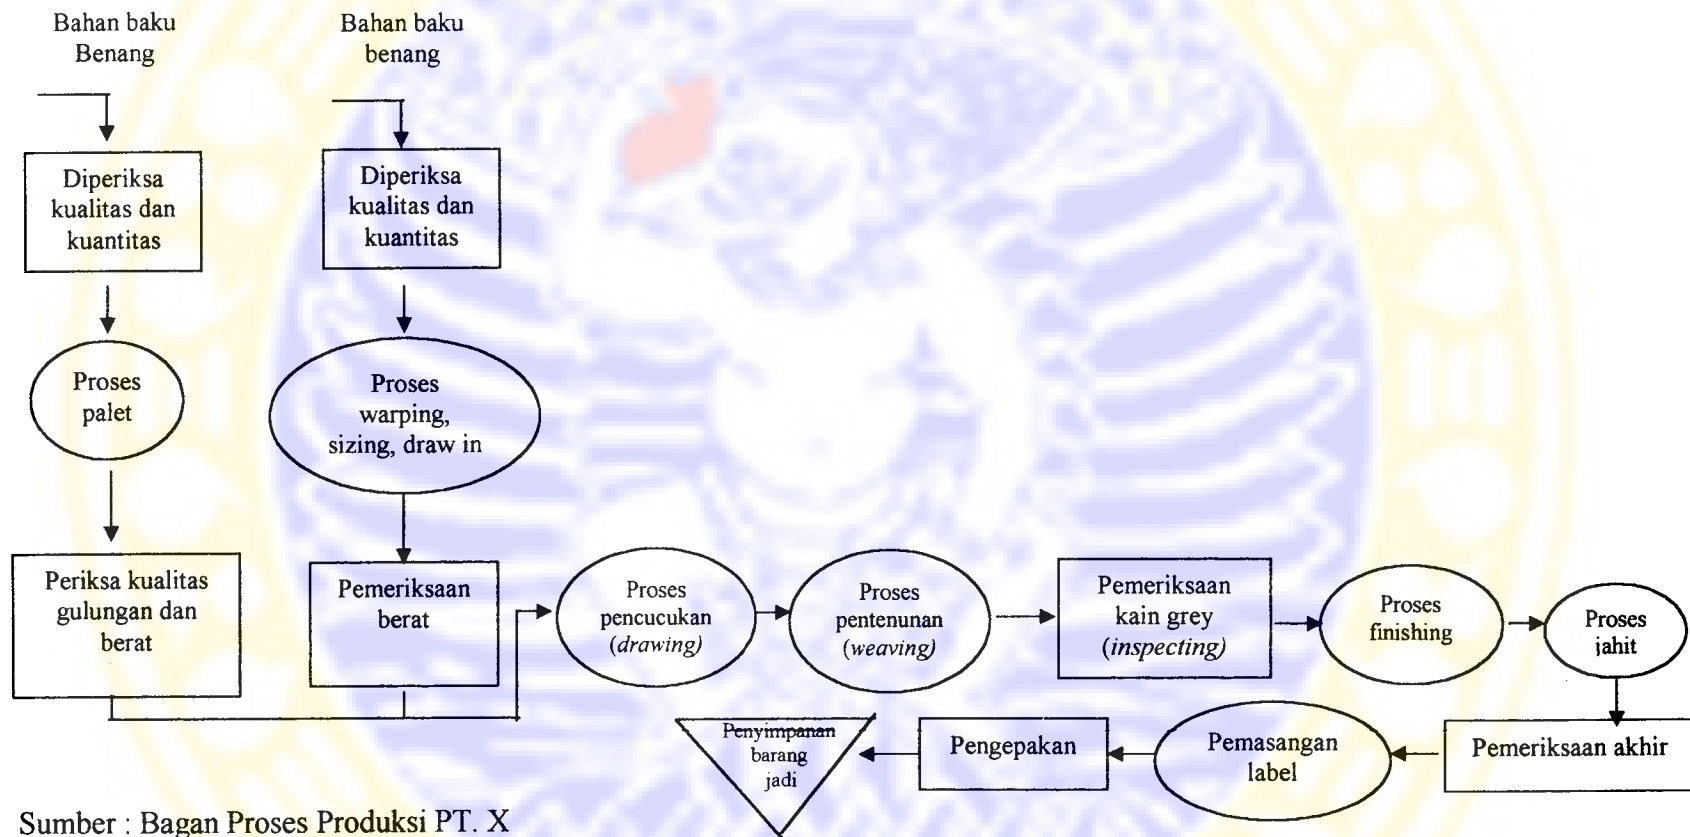 Bahan baku
Benang
Bahan baku
benang
Diperiksa
kualitas dan
kuantitas
Diperiksa
kualitas dan
kuantitas
Proses
palet
Proses
warping,
sizing, draw in
Periksa kualitas
gulungan dan
berat
Pemeriksaan
berat
Proses
pencucukan
(drawing)
Proses
pentenunan
(weaving)
Pemeriksaan
kain grey
(inspecting)
Proses
finishing
Proses
jahit
Pemeriksaan akhir
Pemasangan
label
Pengepakan
Penyimpanan
barang
jadi
Sumber : Bagan Proses Produksi PT. X